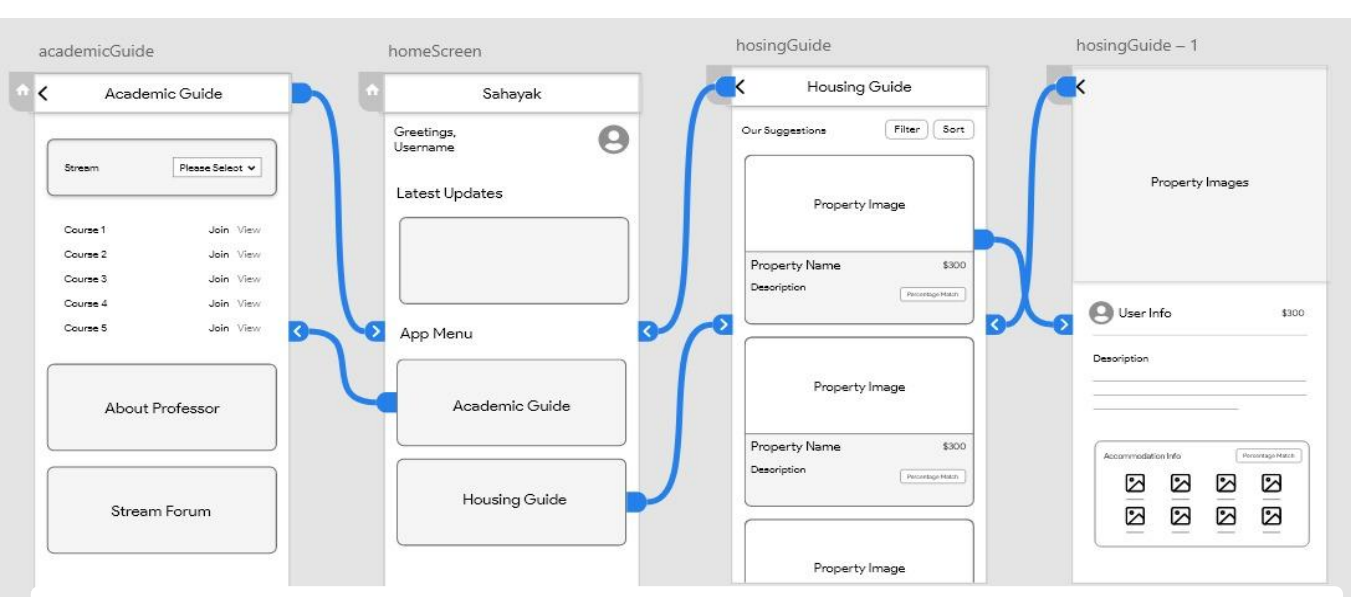 academicGuide
Academic Guide
Stream
Please Select
Course 1 Join View
Course 2 Join View
Course 3 Join View
Course 4 Join View
Course 5 Join View
About Professor
Stream Forum
homeScreen
Sahayak
Greetings,
Username
Latest Updates
App Menu
Academic Guide
Housing Guide
hosingGuide
Housing Guide
Our Suggestions
Filter
Sort
Property Image
Property Name $300
Description
Percentage Match
Property Image
Property Name $300
Description
Percentage Match
Property Image
hosingGuide – 1
Property Images
User Info $300
Description
Accommodation Info
Percentage Match